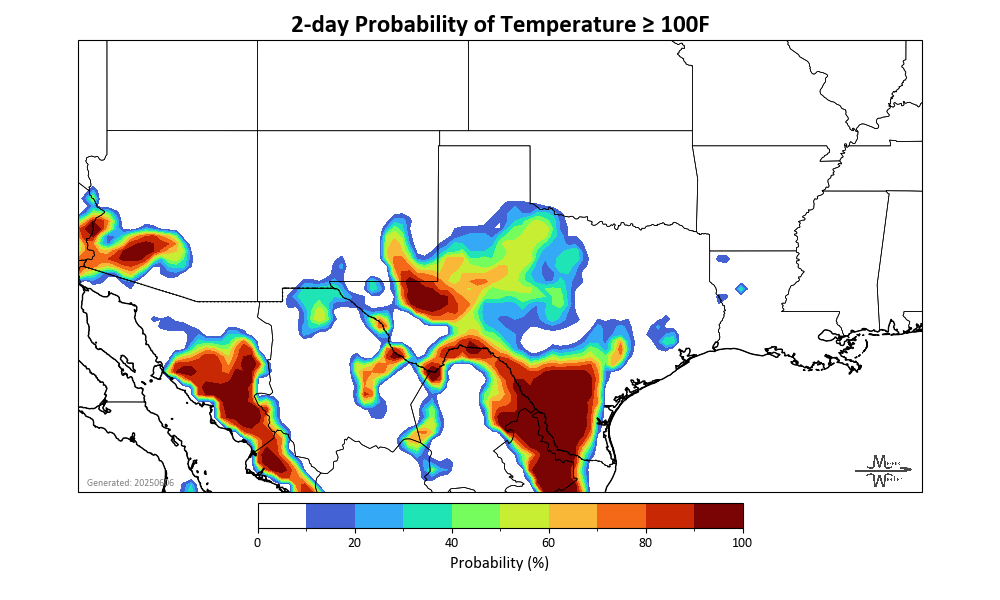 2-day Probability of Temperature ≥ 100F
Generated: 20250606
0 20 40 60 80 100
Probability (%)